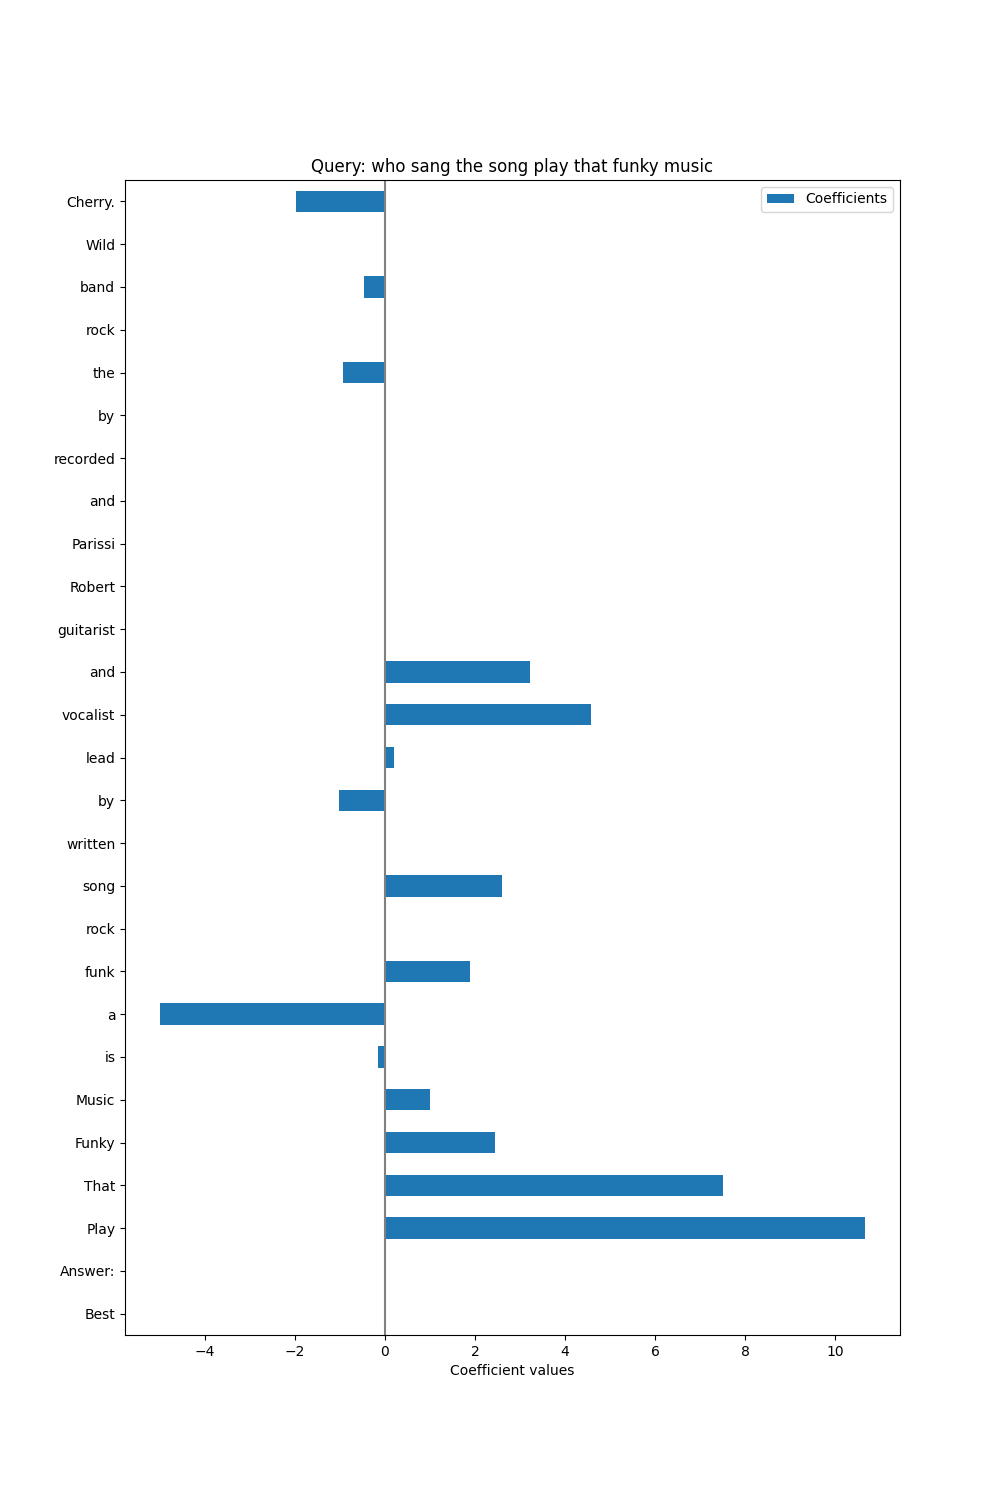 Query: who sang the song play that funky music
Coefficients
Cherry.
Wild
band
rock
the
by
recorded
and
Parissi
Robert
guitarist
and
vocalist
lead
by
written
song
rock
funk
a
is
Music
Funky
That
Play
Answer:
Best
−4 −2 0 2 4 6 8 10
Coefficient values